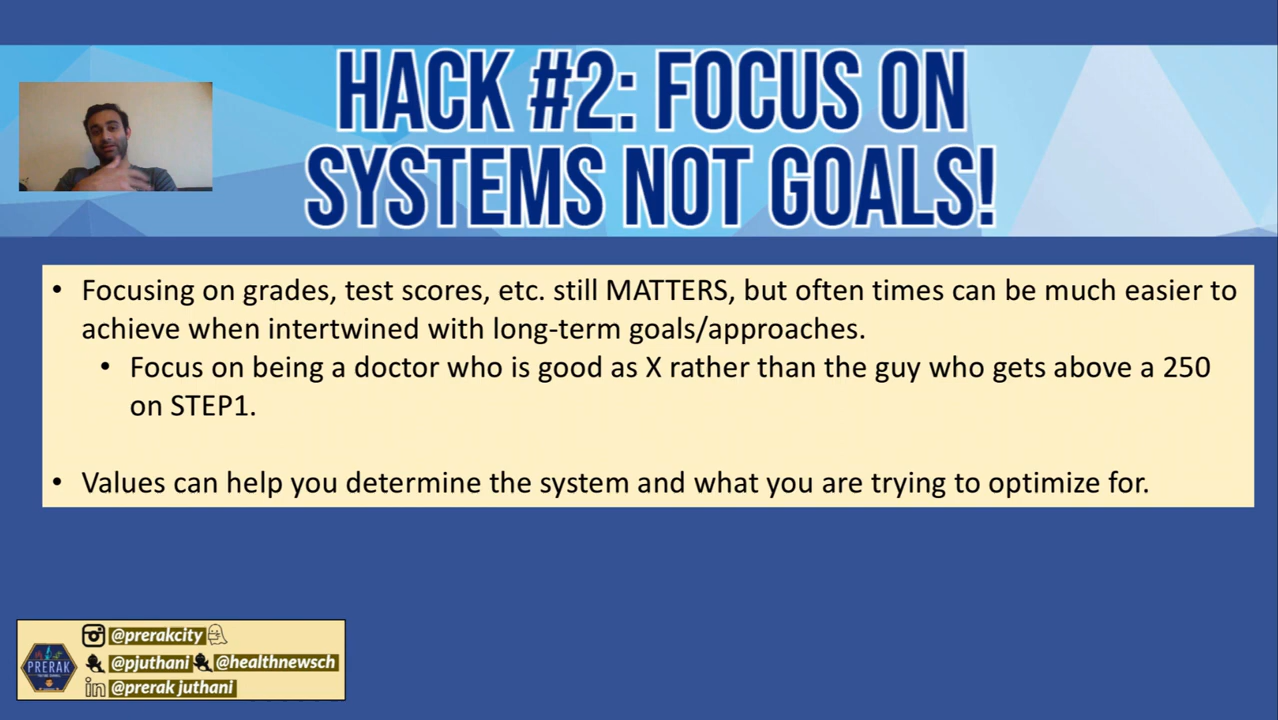 HACK #2: FOCUS ON
SYSTEMS NOT GOALS!
• Focusing on grades, test scores, etc. still MATTERS, but often times can be much easier to
achieve when intertwined with long-term goals/approaches.
• Focus on being a doctor who is good as X rather than the guy who gets above a 250
on STEP1.
• Values can help you determine the system and what you are trying to optimize for.
@prerakcity
@pjuthani @healthnewsch
PRERAK
in @prerak juthani